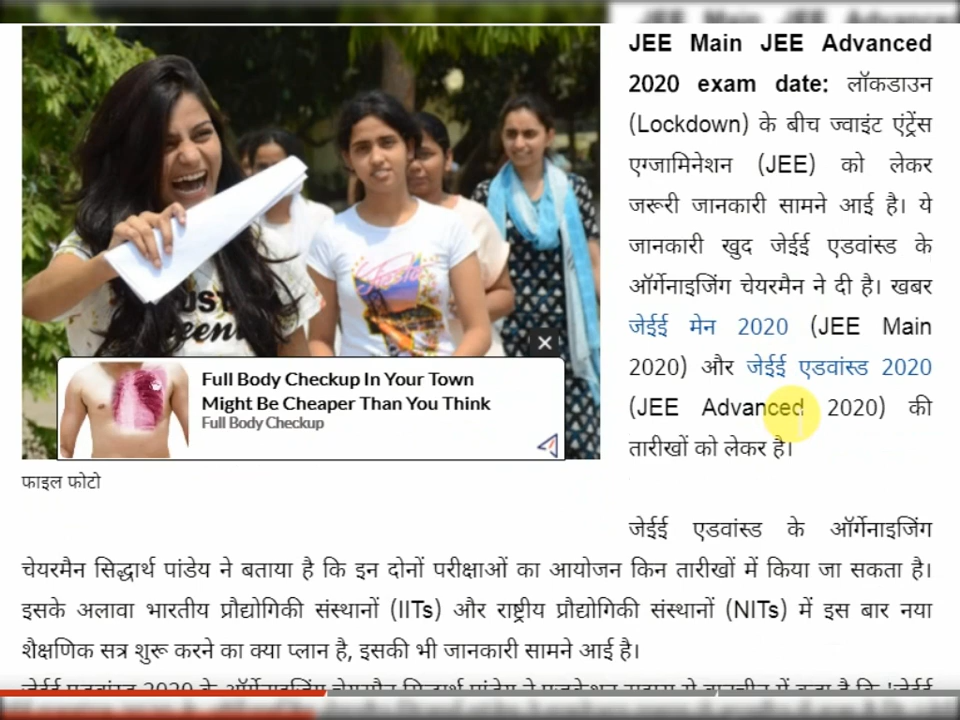 JEE Main JEE Advanced
2020 exam date: लॉकडाउन
(Lockdown) के बीच ज्वाइंट एंट्रेंस
एग्जामिनेशन (JEE) को लेकर
जरूरी जानकारी सामने आई है। ये
जानकारी खुद जेईई एडवांस्ड के
ऑर्गेनाइजिंग चेयरमैन ने दी है। खबर
जेईई मेन 2020 (JEE Main
2020) और जेईई एडवांस्ड 2020
(JEE Advanced 2020) की
तारीखों को लेकर है।
Full Body Checkup In Your Town
Might Be Cheaper Than You Think
Full Body Checkup
फाइल फोटो
जेईई एडवांस्ड के ऑर्गेनाइजिंग
चेयरमैन सिद्धार्थ पांडेय ने बताया है कि इन दोनों परीक्षाओं का आयोजन किन तारीखों में किया जा सकता है।
इसके अलावा भारतीय प्रौद्योगिकी संस्थानों (IITs) और राष्ट्रीय प्रौद्योगिकी संस्थानों (NITs) में इस बार नया
शैक्षणिक सत्र शुरू करने का क्या प्लान है, इसकी भी जानकारी सामने आई है।